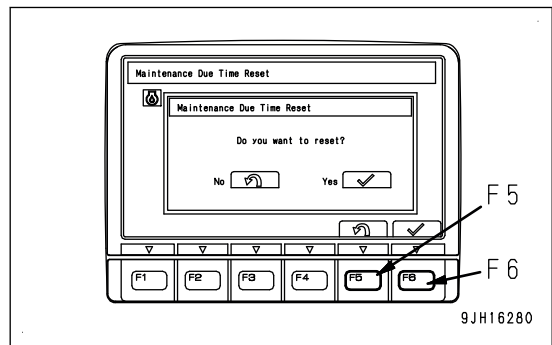 Maintenance Due Time Reset
Maintenance Due Time Reset
Do you want to reset?
No Yes
F5
F1 F2 F3 F4 F5 F6
F6
9JH16280